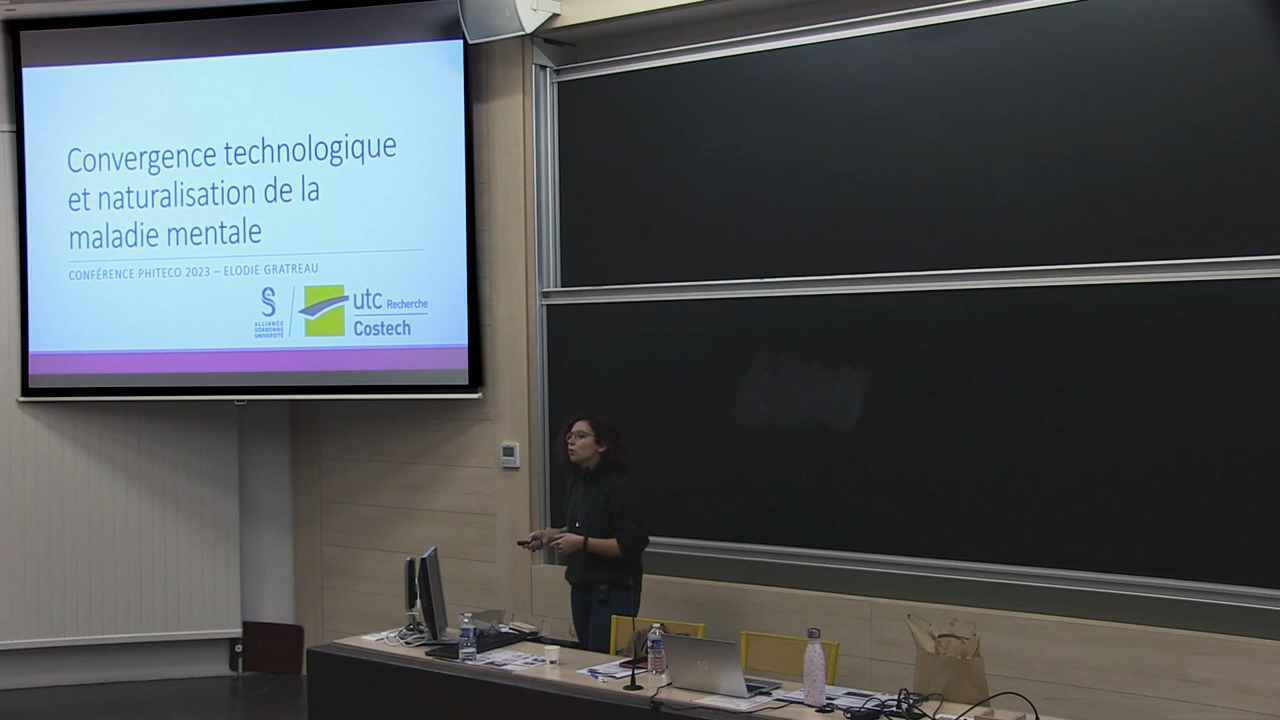 Convergence technologique
et naturalisation de la
maladie mentale
CONFÉRENCE PHITECO 2023 – ELODIE GRATREAU
ALLIANCE
SORBONNE
UNIVERSITÉ
utc Recherche
Costech